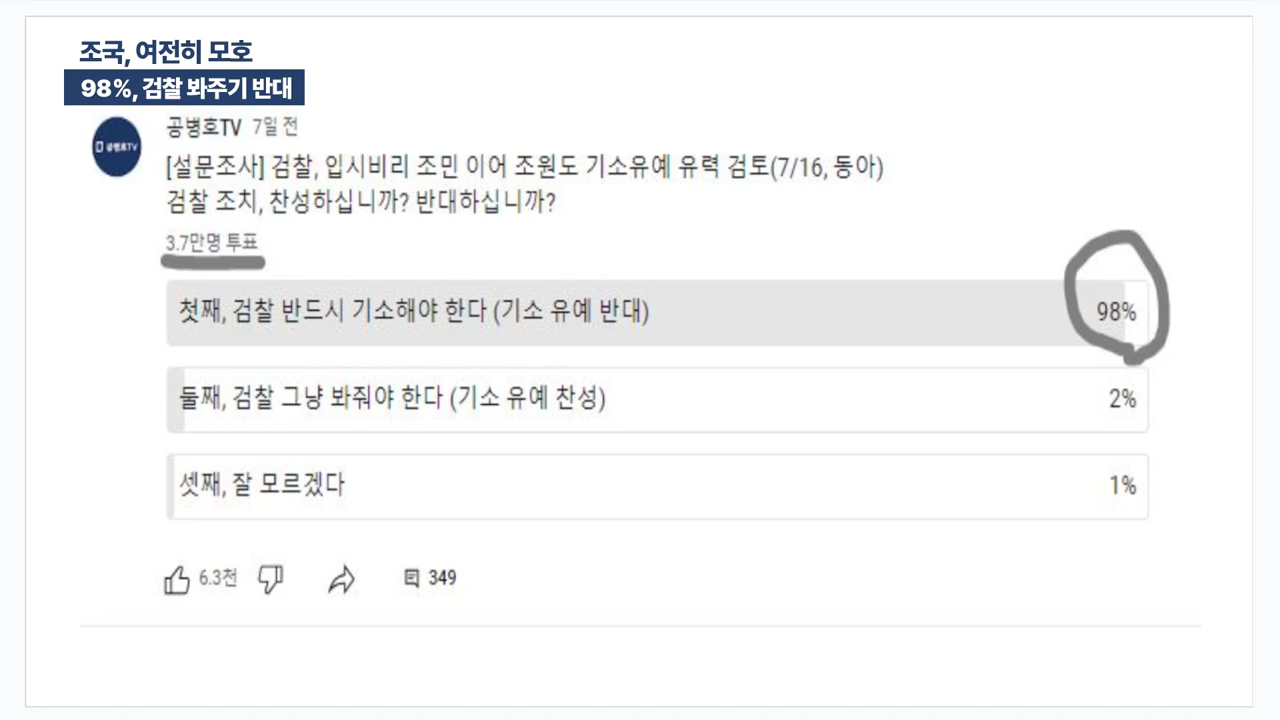 조국, 여전히 모호
98%, 검찰 봐주기 반대
공병호TV
공병호TV 7일 전
[설문조사] 검찰, 입시비리 조민 이어 조원도 기소유예 유력 검토(7/16, 동아)
검찰 조치, 찬성하십니까? 반대하십니까?
3.7만명 투표
첫째, 검찰 반드시 기소해야 한다 (기소 유예 반대) 98%
둘째, 검찰 그냥 봐줘야 한다 (기소 유예 찬성) 2%
셋째, 잘 모르겠다 1%
6.3천 349